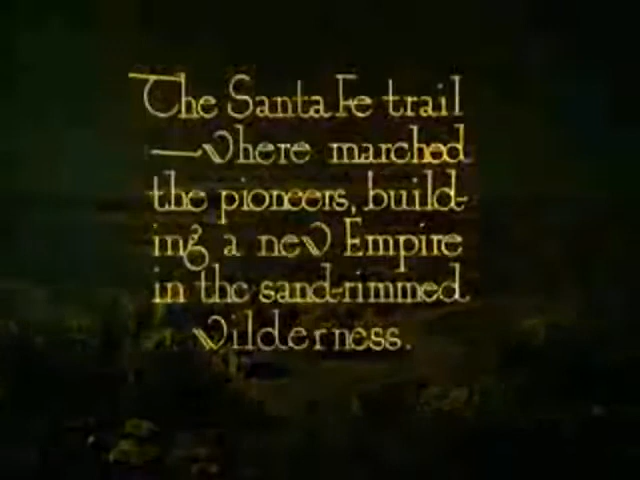 The Santa Fe trail
—where marched
the pioneers, build-
ing a new Empire
in the sand-rimmed
wilderness.